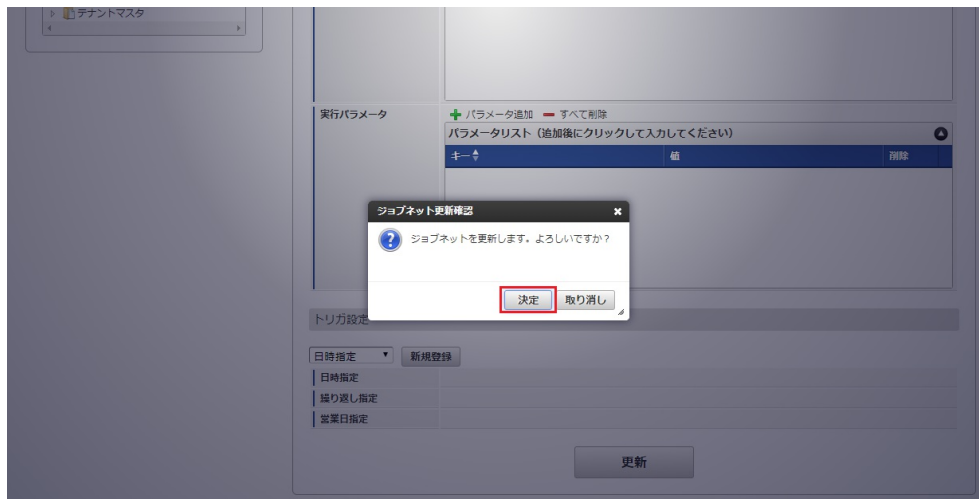 テナントマスタ
実行パラメータ
パラメータ追加 すべて削除
パラメータリスト（追加後にクリックして入力してください）
キー 値 削除
ジョブネット更新確認
ジョブネットを更新します。よろしいですか？
決定 取り消し
トリガ設定
日時指定 新規登録
日時指定
繰り返し指定
営業日指定
更新